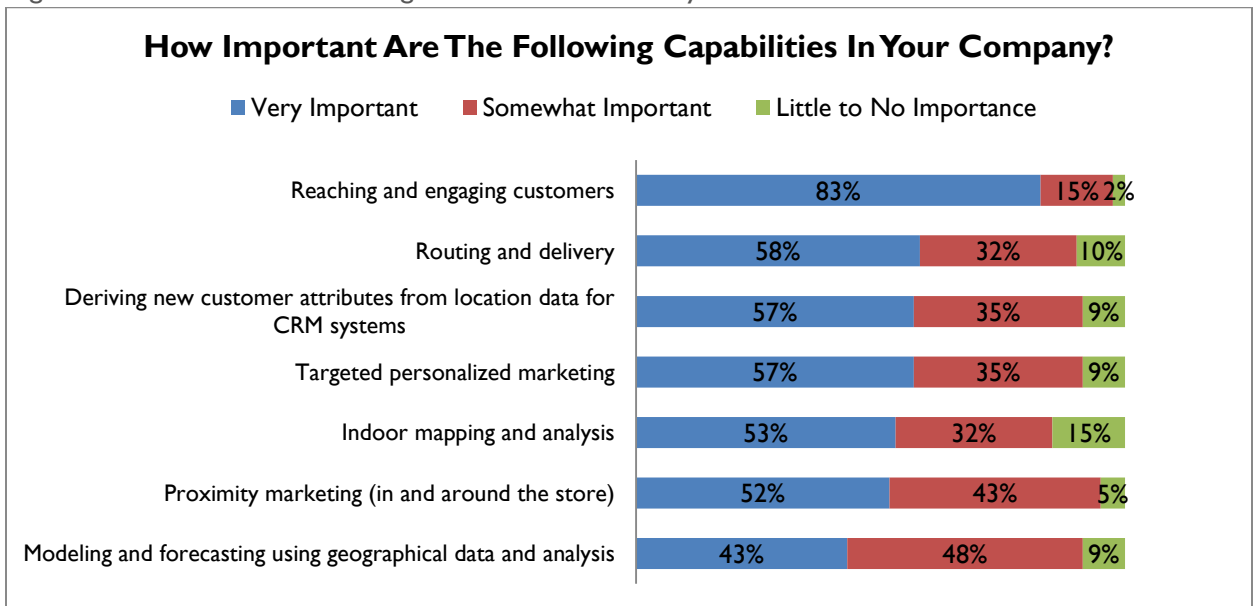 How Important Are The Following Capabilities In Your Company?
Very Important Somewhat Important Little to No Importance
Reaching and engaging customers 83% 15% 2%
Routing and delivery 58% 32% 10%
Deriving new customer attributes from location data for
CRM systems 57% 35% 9%
Targeted personalized marketing 57% 35% 9%
Indoor mapping and analysis 53% 32% 15%
Proximity marketing (in and around the store) 52% 43% 5%
Modeling and forecasting using geographical data and analysis 43% 48% 9%